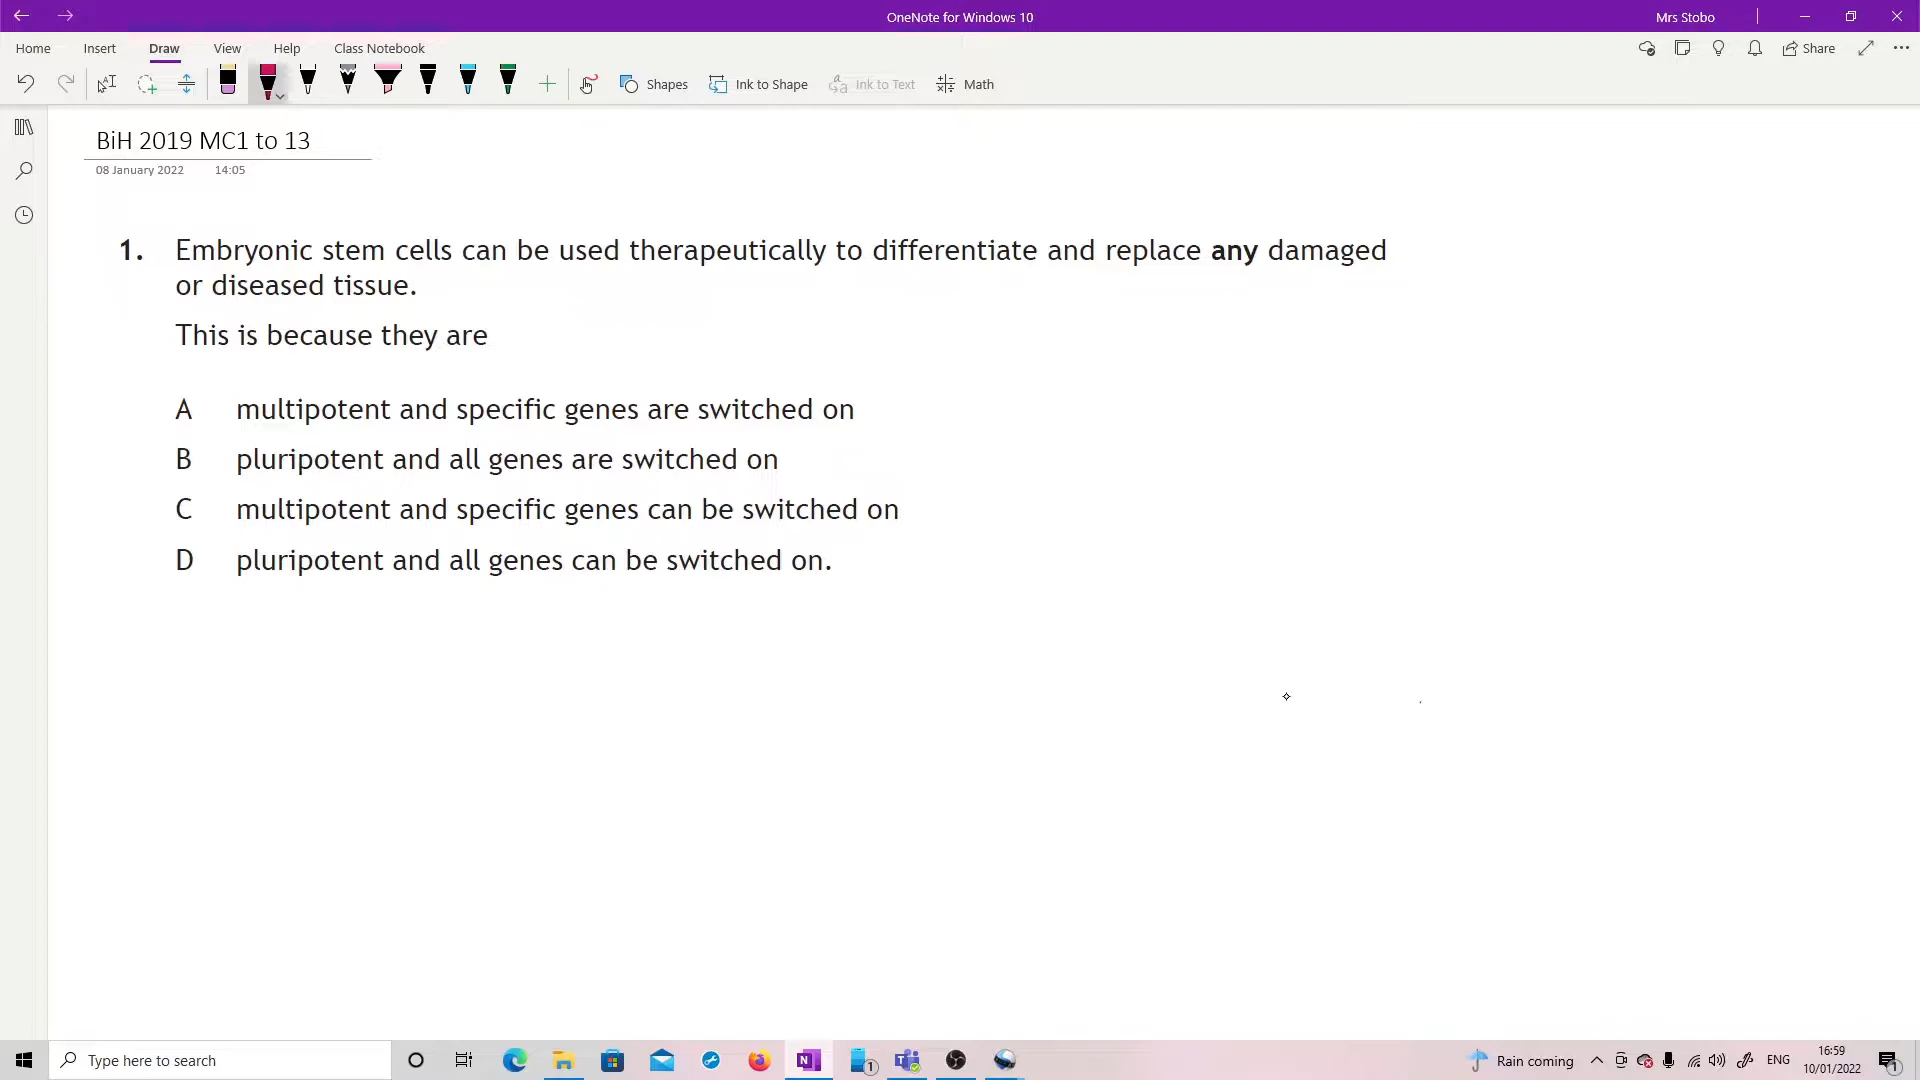 OneNote for Windows 10
Mrs Stobo
Home Insert Draw View Help Class Notebook
Share
Shapes Ink to Shape Ink to Text Math
BiH 2019 MC1 to 13
08 January 2022 14:05
1. Embryonic stem cells can be used therapeutically to differentiate and replace any damaged
or diseased tissue.
This is because they are
A multipotent and specific genes are switched on
B pluripotent and all genes are switched on
C multipotent and specific genes can be switched on
D pluripotent and all genes can be switched on.
Type here to search
Rain coming
ENG
16:59
10/01/2022